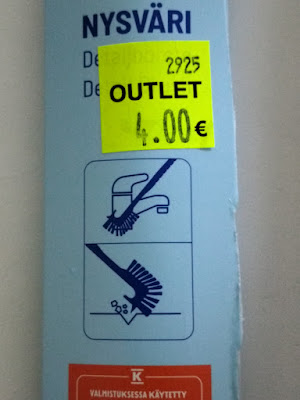 NYSVÄRI
2925
OUTLET
4.00€
K
VALMISTUKSESSA KÄYTETTY